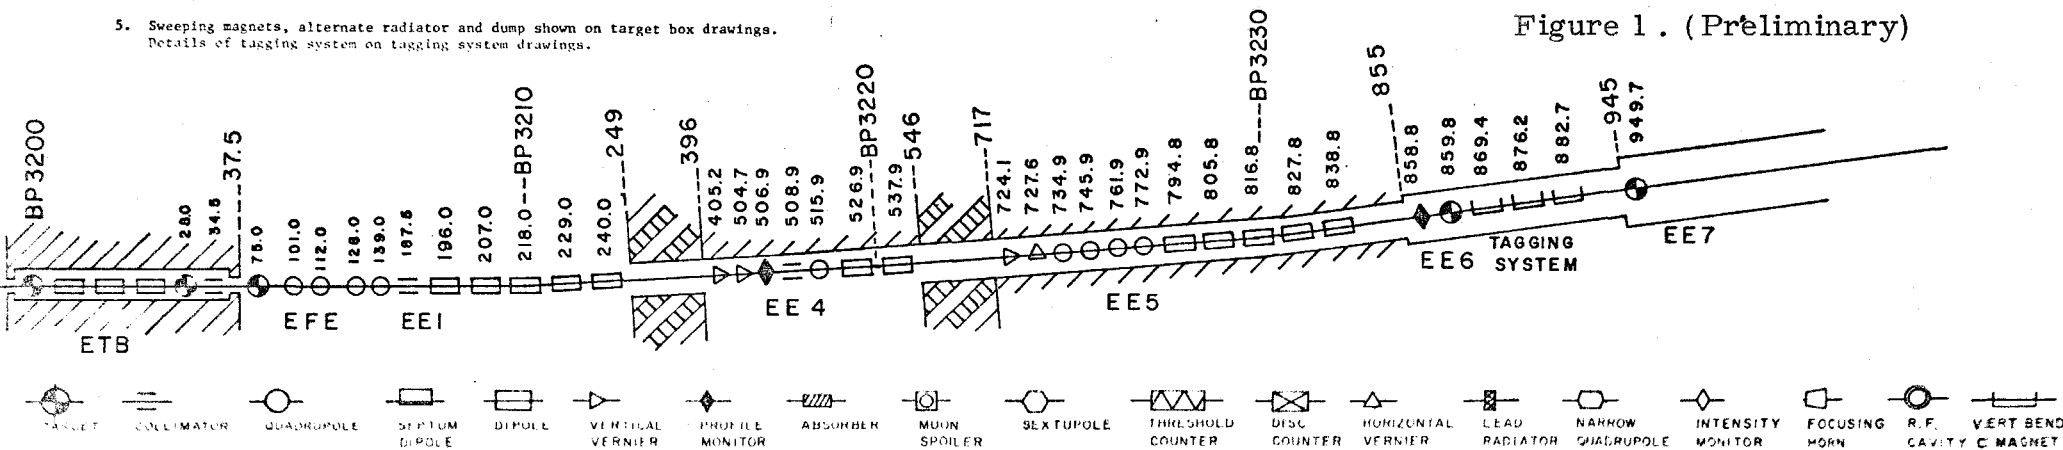 5. Sweeping magnets, alternate radiator and dump shown on target box drawings.
Details of tagging system on tagging system drawings.
Figure 1. (Preliminary)
BP3200
28.0
34.5
37.5
75.0
101.0
112.0
128.0
139.0
187.5
196.0
207.0
218.0--BP3210
229.0
240.0
249
396
405.2
504.7
506.9
508.9
515.9
526.9
BP3220
537.9
546
717
724.1
727.6
734.9
745.9
761.9
772.9
794.8
805.8
816.8---BP3230
827.8
838.8
855
858.8
859.8
869.4
876.2
882.7
945
949.7
ETB
EFE
EE1
EE 4
EE5
EE6
TAGGING
SYSTEM
EE7
TARGET
COLLIMATOR
QUADRUPOLE
SEPTUM
DIPOLE
DIPOLE
VERTICAL
VERNIER
PROFILE
MONITOR
ABSORBER
MUON
SPOILER
SEXTUPOLE
THRESHOLD
COUNTER
DISC
COUNTER
HORIZONTAL
VERNIER
LEAD
RADIATOR
NARROW
QUADRUPOLE
INTENSITY
MONITOR
FOCUSING
HORN
R.F.
CAVITY
VERT BEND
C MAGNET